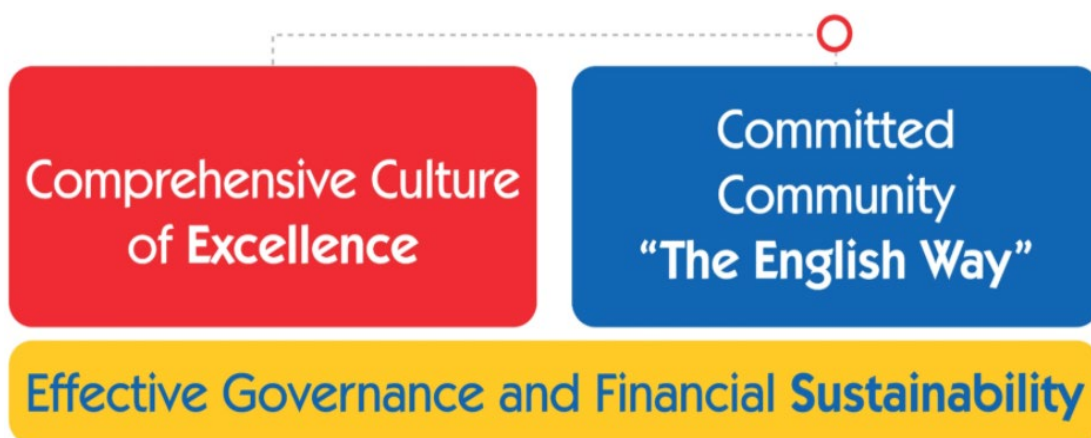 Comprehensive Culture
of Excellence
Committed
Community
“The English Way”
Effective Governance and Financial Sustainability